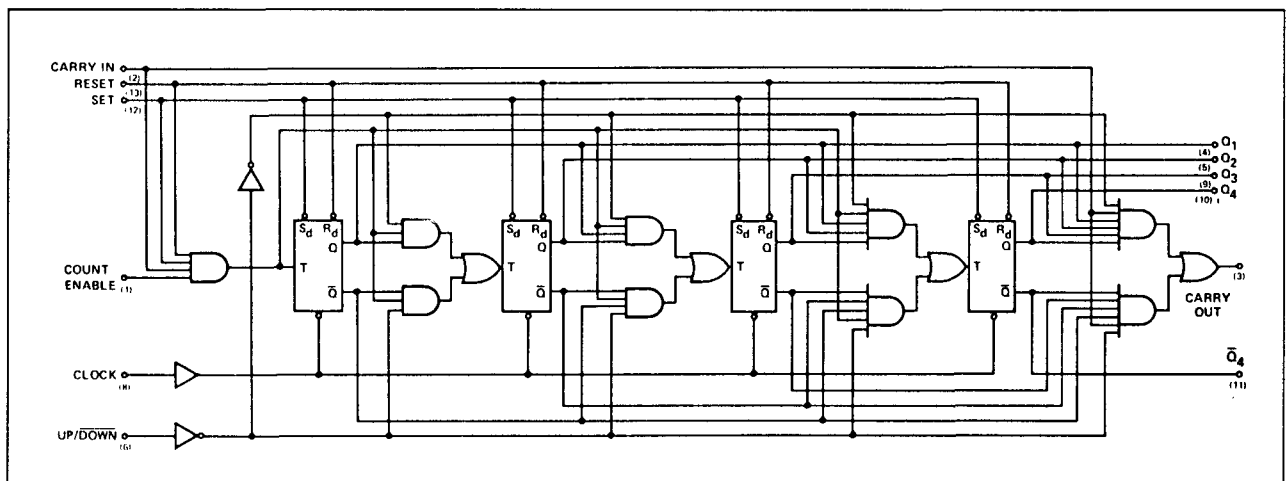 CARRY IN
(2)
RESET
(13)
SET
(12)
Q1
(4)
Q2
(5)
Q3
(9)
Q4
(10)
Sd Rd
Q
T
Q̅
Sd Rd
Q
T
Q̅
Sd Rd
Q
T
Q̅
Sd Rd
Q
T
Q̅
COUNT
ENABLE
(1)
(3)
CARRY
OUT
CLOCK
(8)
Q̅4
(11)
UP/D̅O̅W̅N̅
(6)